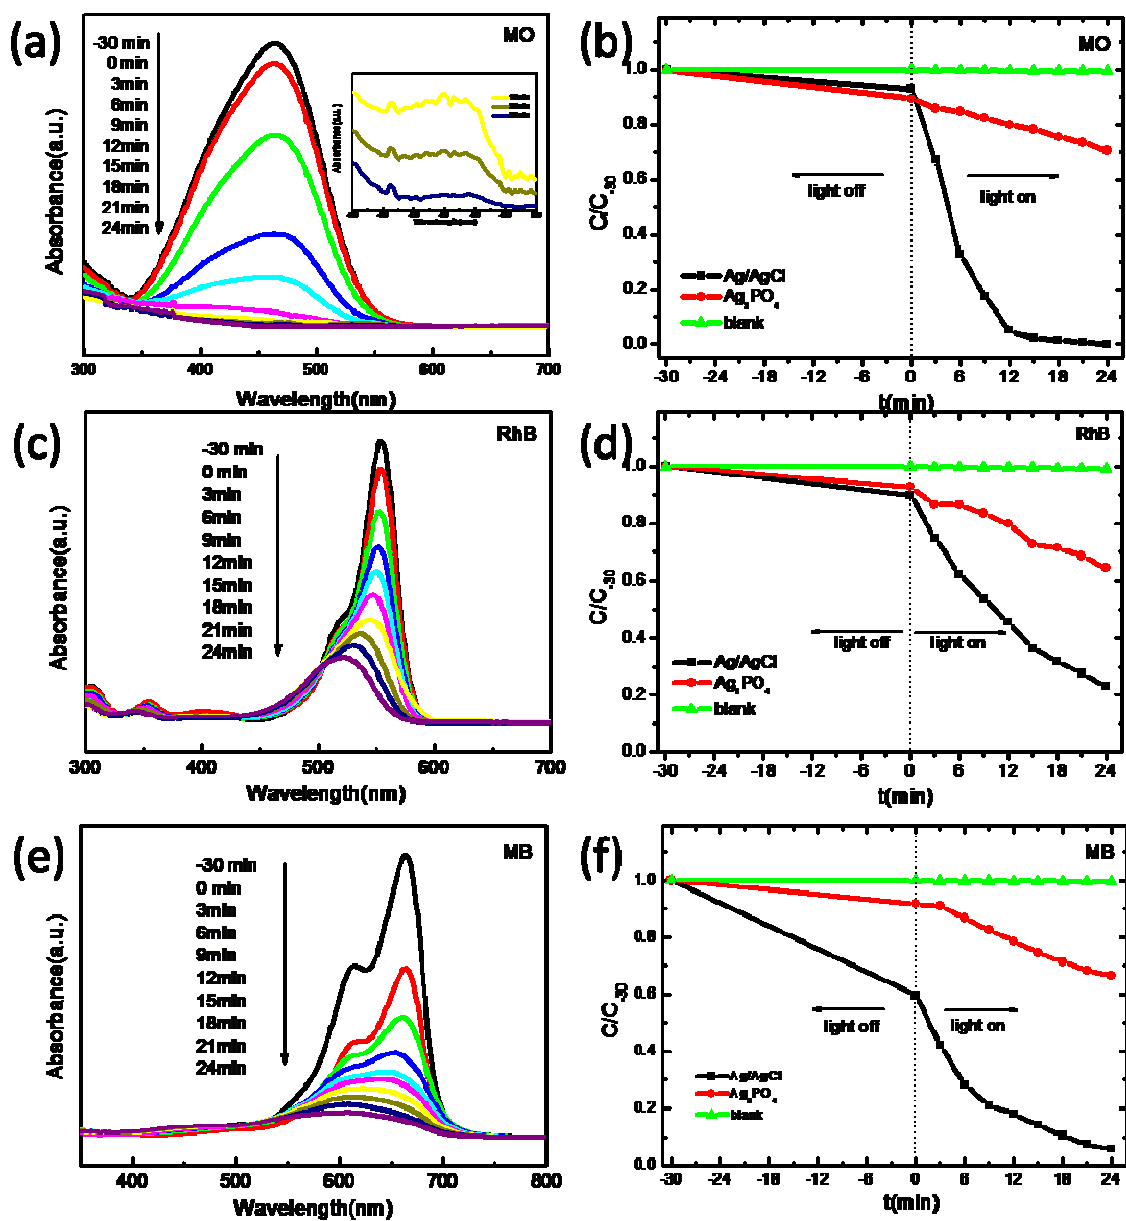 (a)
MO
-30 min
0 min
3min
6min
9min
12min
15min
18min
21min
24min
Absorbance(a.u.)
Absorbance(a.u.)
300
400
500
600
700
Wavelength(nm)
(b)
MO
1.0
0.8
0.6
0.4
0.2
0.0
C/C-30
light off
light on
Ag/AgCl
Ag3PO4
blank
-30 -24 -18 -12 -6 0 6 12 18 24
t(min)
(c)
RhB
-30 min
0 min
3min
6min
9min
12min
15min
18min
21min
24min
Absorbance(a.u.)
300
400
500
600
700
Wavelength(nm)
(d)
RhB
1.0
0.8
0.6
0.4
0.2
0.0
C/C-30
light off
light on
Ag/AgCl
Ag3PO4
blank
-30 -24 -18 -12 -6 0 6 12 18 24
t(min)
(e)
MB
-30 min
0 min
3min
6min
9min
12min
15min
18min
21min
24min
Absorbance(a.u.)
400
500
600
700
800
Wavelength(nm)
(f)
MB
1.0
0.8
0.6
0.4
0.2
0.0
C/C-30
light off
light on
Ag/AgCl
Ag3PO4
blank
-30 -24 -18 -12 -6 0 6 12 18 24
t(min)